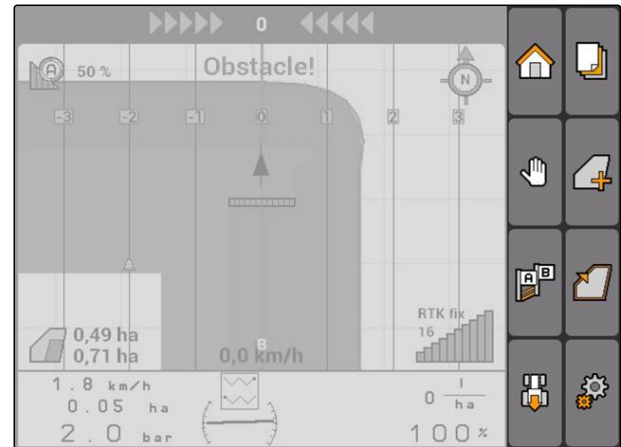 0
A 50 % Obstacle! N
-3 -2 -1 0 1 2 3
A
A B
RTK fix
16
0,49 ha
0,71 ha
B
0,0 km/h
1.8 km/h
0.05 ha
2.0 bar
0 l/ha
100 %